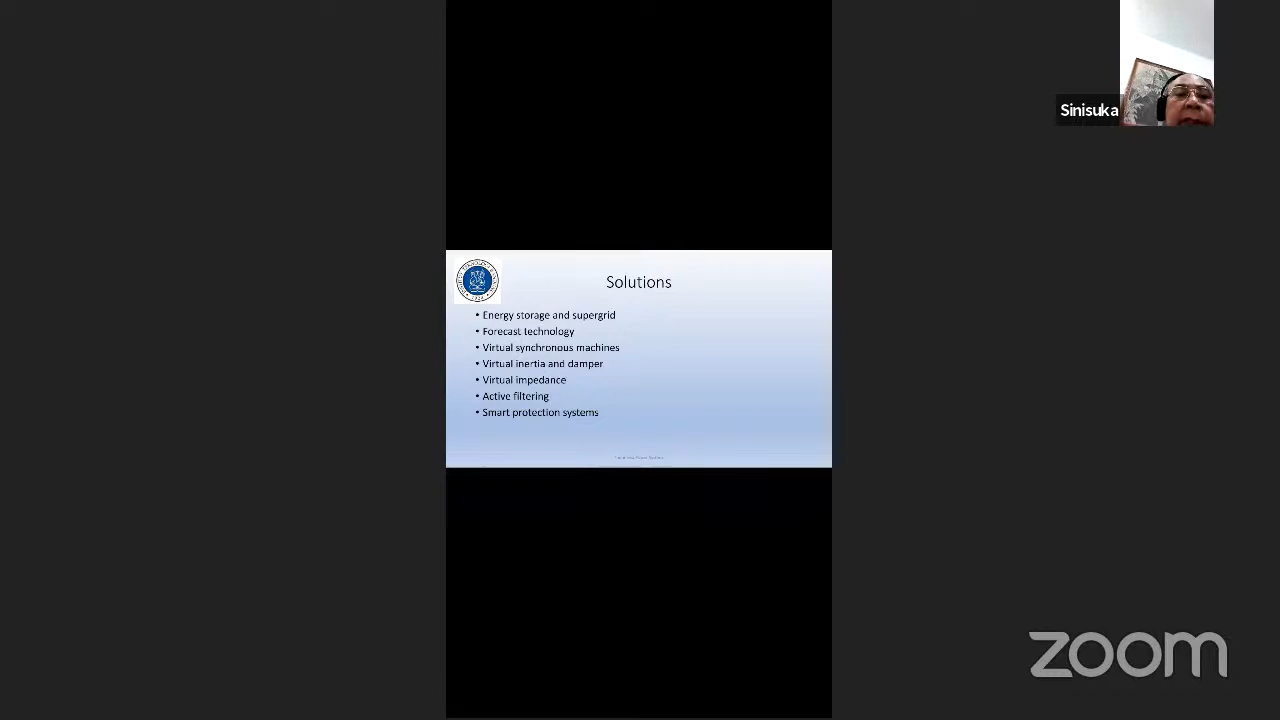 Sinisuka
Solutions
• Energy storage and supergrid
• Forecast technology
• Virtual synchronous machines
• Virtual inertia and damper
• Virtual impedance
• Active filtering
• Smart protection systems
zoom